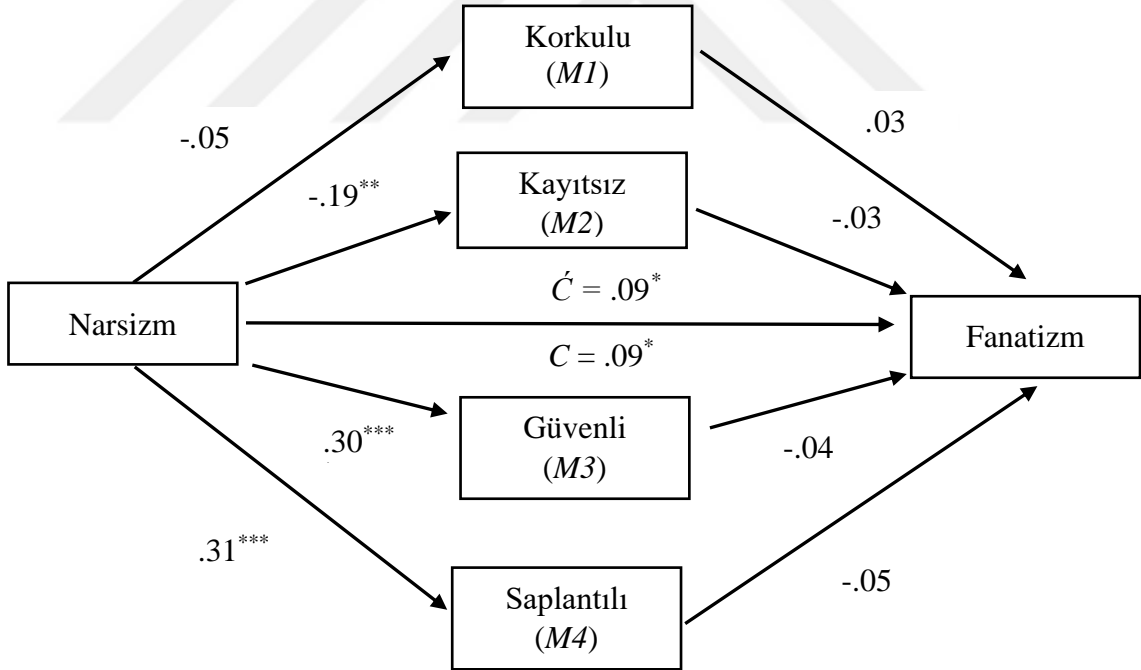 Korkulu
(M1)
-.05
.03
-.19**
Kayıtsız
(M2)
-.03
Narsizm
Ć = .09*
C = .09*
Fanatizm
.30***
Güvenli
(M3)
-.04
.31***
Saplantılı
(M4)
-.05